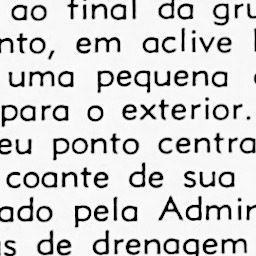 ao final da gru
nto, em aclive
uma pequena
para o exterior.
eu ponto centra
coante de sua
ado pela Admin
s de drenagem